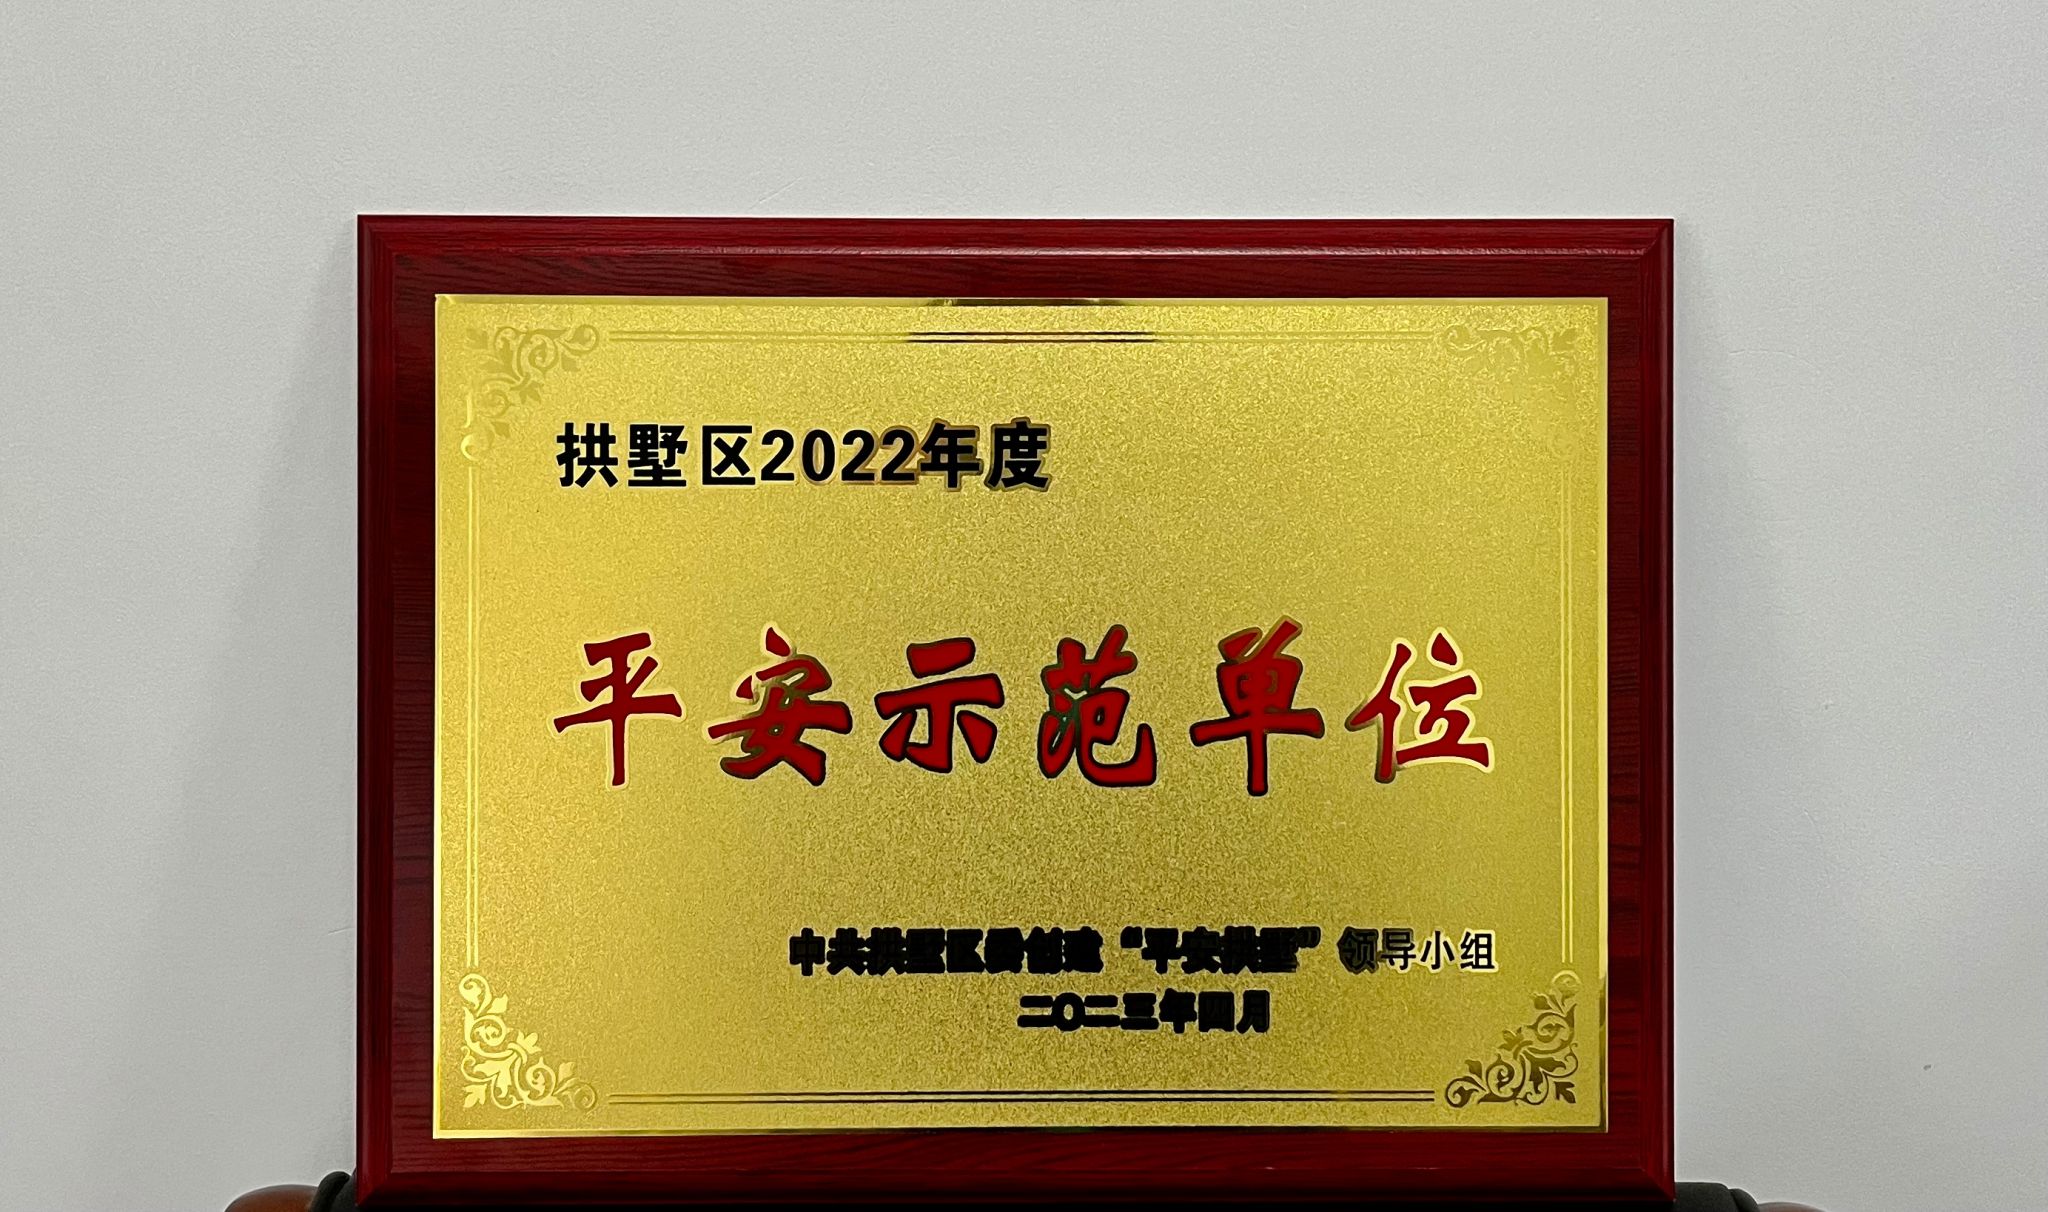 拱墅区2022年度
平安示范单位
中共拱墅区委创建“平安拱墅”领导小组
二〇二三年四月